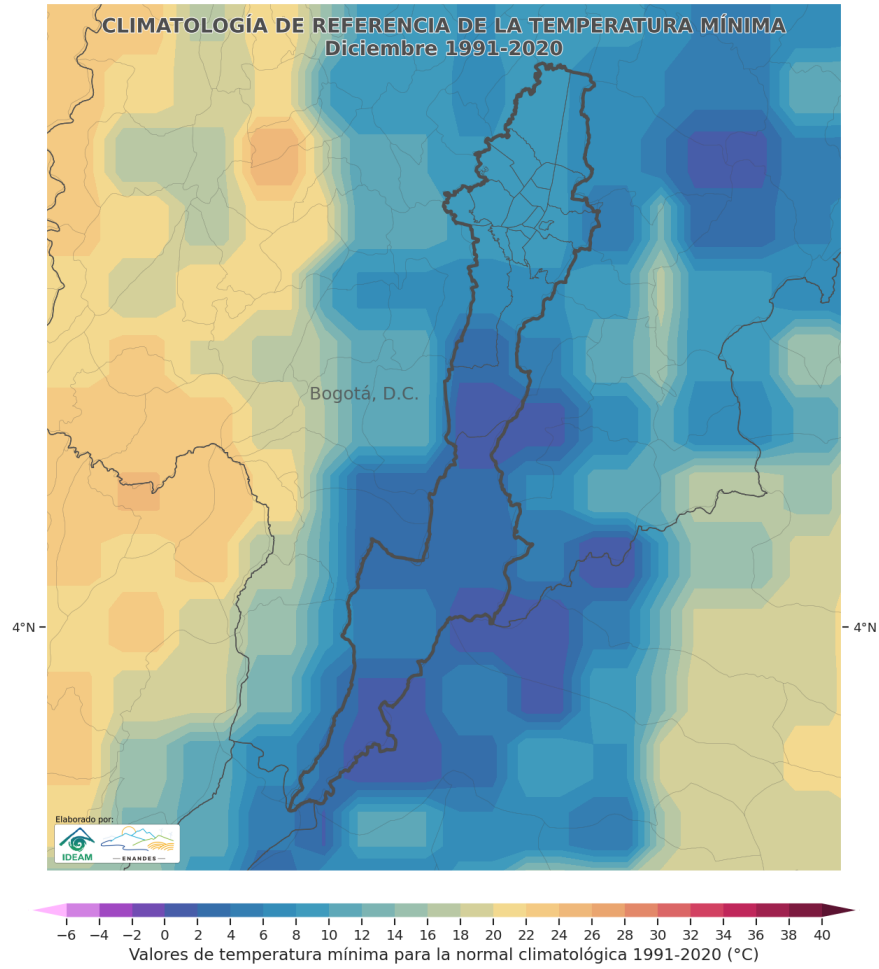 CLIMATOLOGÍA DE REFERENCIA DE LA TEMPERATURA MÍNIMA
Diciembre 1991-2020
Bogotá, D.C.
4°N 4°N
Elaborado por:
IDEAM
ENANDES
−6 −4 −2 0 2 4 6 8 10 12 14 16 18 20 22 24 26 28 30 32 34 36 38 40
Valores de temperatura mínima para la normal climatológica 1991-2020 (°C)